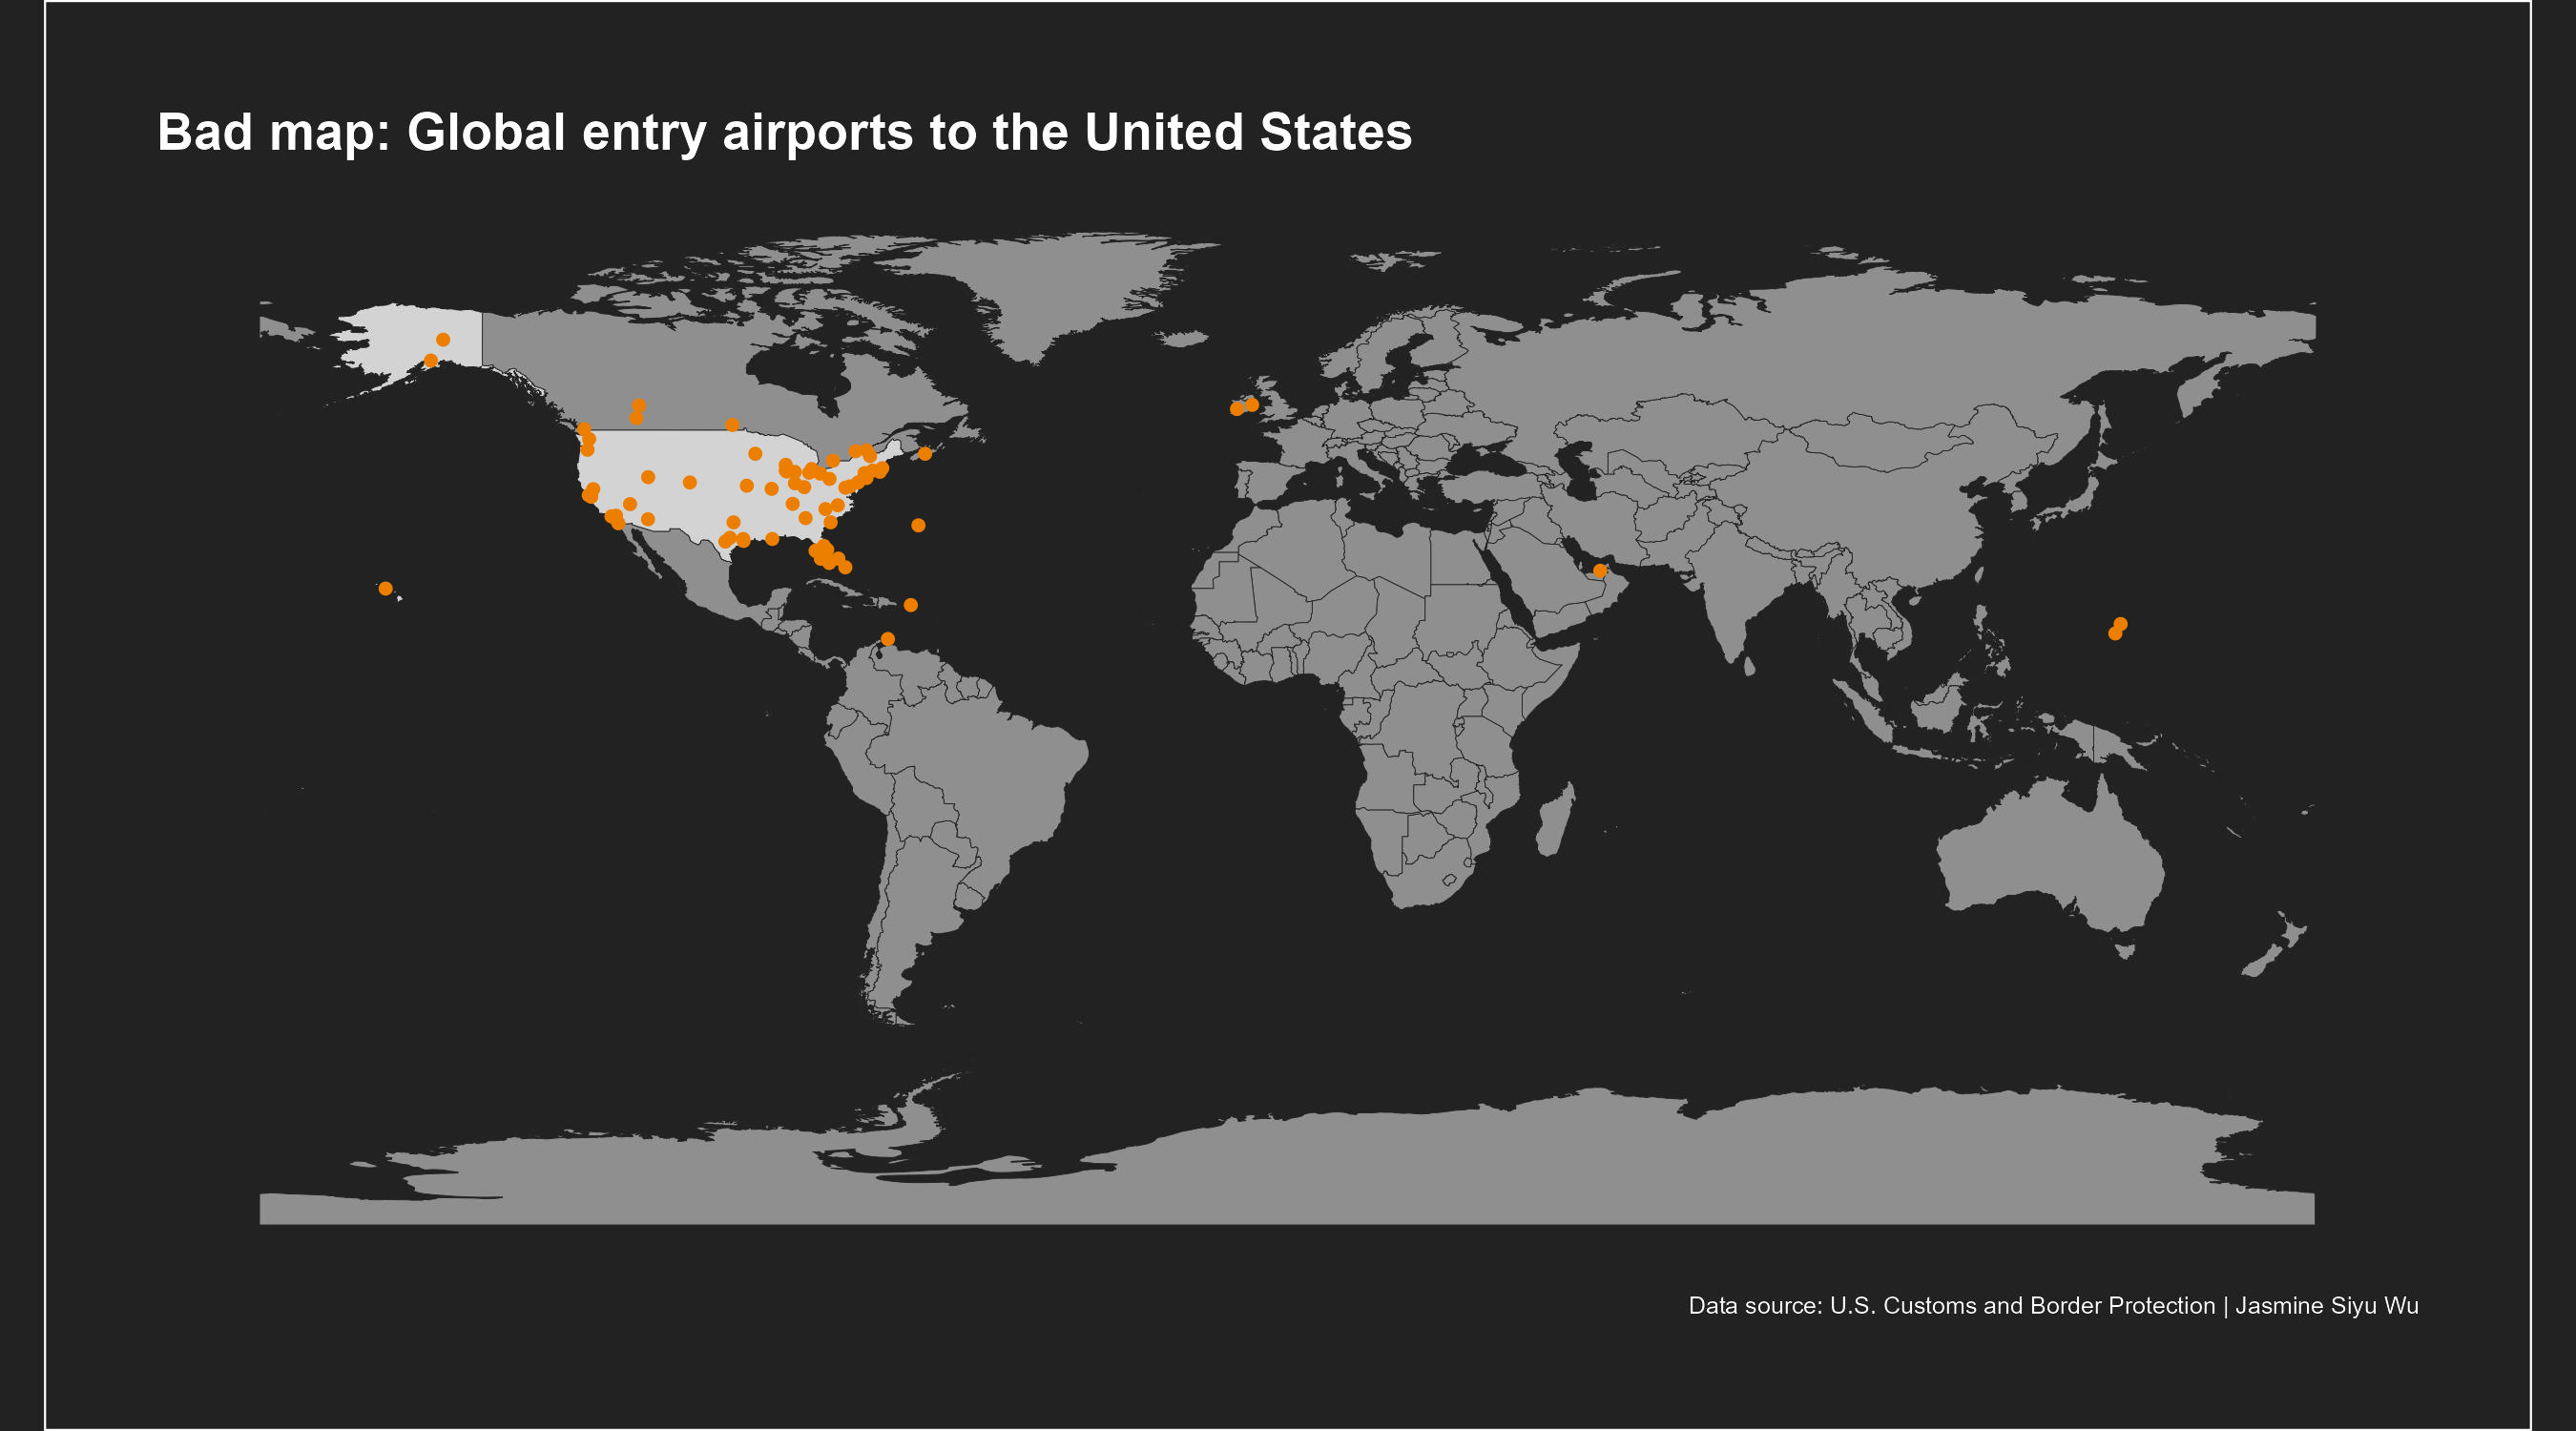 Bad map: Global entry airports to the United States
Data source: U.S. Customs and Border Protection | Jasmine Siyu Wu